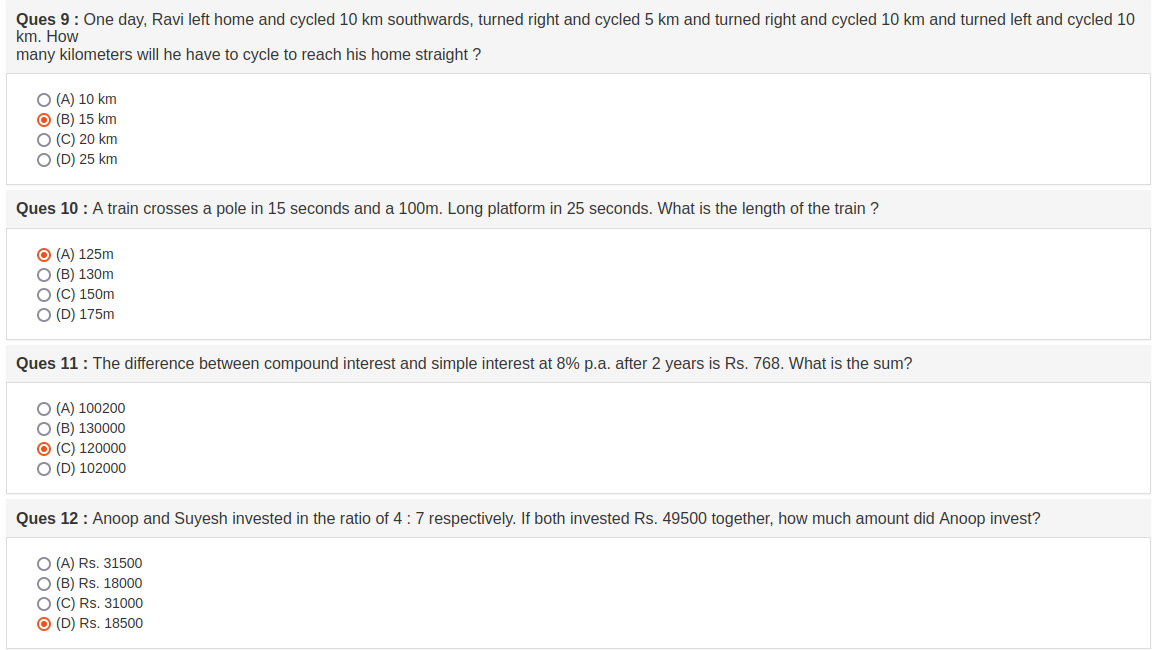 Ques 9 : One day, Ravi left home and cycled 10 km southwards, turned right and cycled 5 km and turned right and cycled 10 km and turned left and cycled 10
km. How
many kilometers will he have to cycle to reach his home straight ?
(A) 10 km
(B) 15 km
(C) 20 km
(D) 25 km
Ques 10 : A train crosses a pole in 15 seconds and a 100m. Long platform in 25 seconds. What is the length of the train ?
(A) 125m
(B) 130m
(C) 150m
(D) 175m
Ques 11 : The difference between compound interest and simple interest at 8% p.a. after 2 years is Rs. 768. What is the sum?
(A) 100200
(B) 130000
(C) 120000
(D) 102000
Ques 12 : Anoop and Suyesh invested in the ratio of 4 : 7 respectively. If both invested Rs. 49500 together, how much amount did Anoop invest?
(A) Rs. 31500
(B) Rs. 18000
(C) Rs. 31000
(D) Rs. 18500